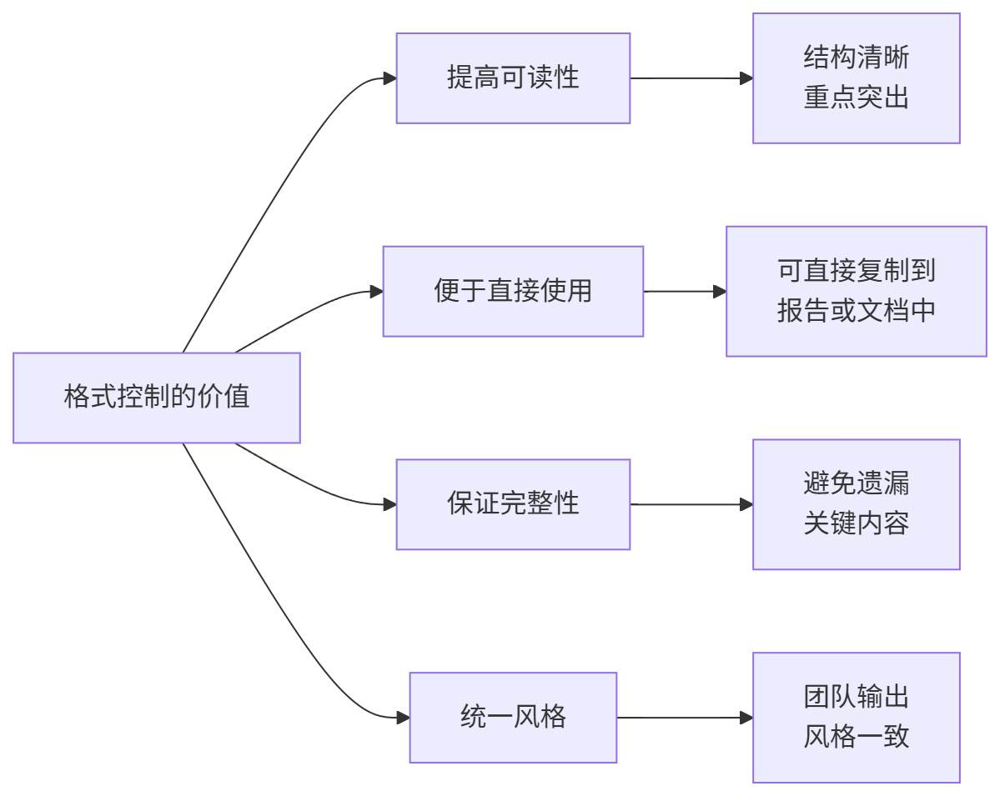 格式控制的价值
提高可读性
结构清晰
重点突出
便于直接使用
可直接复制到
报告或文档中
保证完整性
避免遗漏
关键内容
统一风格
团队输出
风格一致